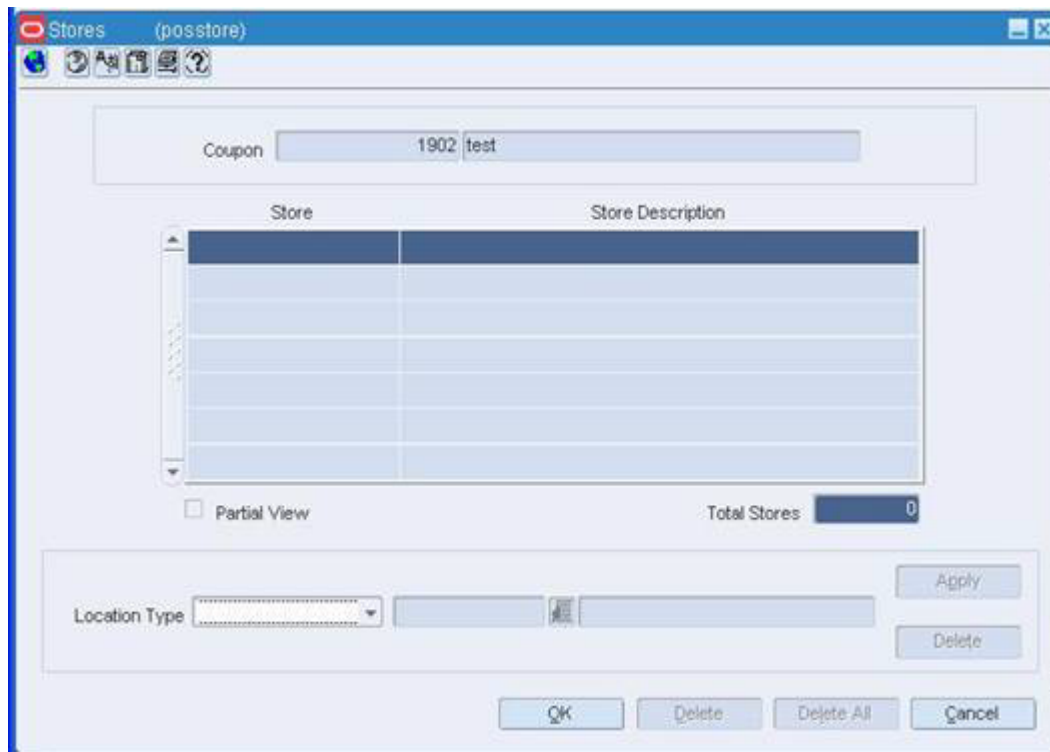 Stores (posstore)
Coupon 1902 test
Store Store Description
Partial View Total Stores 0
Apply
Location Type
Delete
OK Delete Delete All Cancel